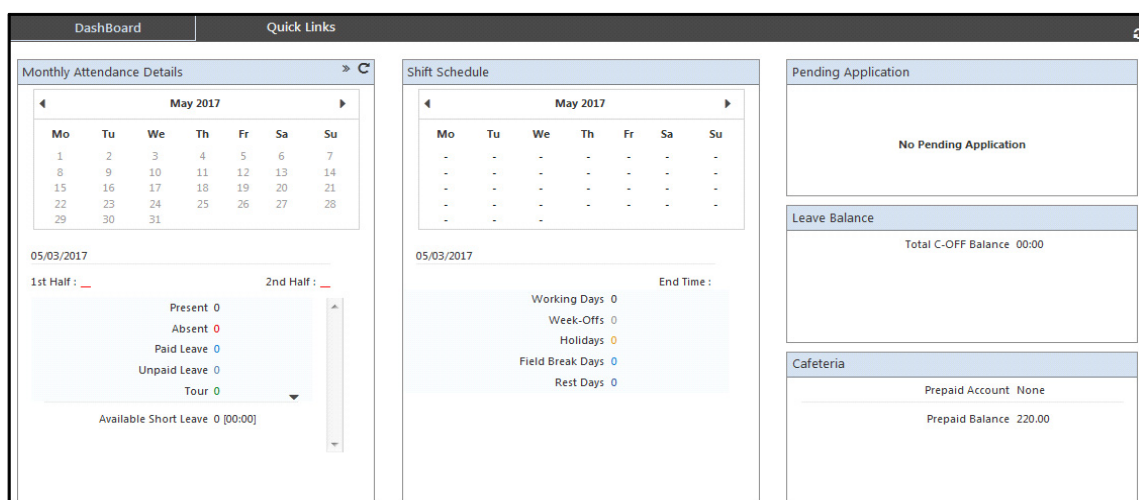 DashBoard Quick Links
Monthly Attendance Details »
May 2017
Mo Tu We Th Fr Sa Su
1 2 3 4 5 6 7
8 9 10 11 12 13 14
15 16 17 18 19 20 21
22 23 24 25 26 27 28
29 30 31
05/03/2017
1st Half : __ 2nd Half : __
Present 0
Absent 0
Paid Leave 0
Unpaid Leave 0
Tour 0
Available Short Leave 0 [00:00]
Shift Schedule
May 2017
Mo Tu We Th Fr Sa Su
- - - - - - -
- - - - - - -
- - - - - - -
- - - - - - -
- - -
05/03/2017
End Time :
Working Days 0
Week-Offs 0
Holidays 0
Field Break Days 0
Rest Days 0
Pending Application
No Pending Application
Leave Balance
Total C-OFF Balance 00:00
Cafeteria
Prepaid Account None
Prepaid Balance 220.00